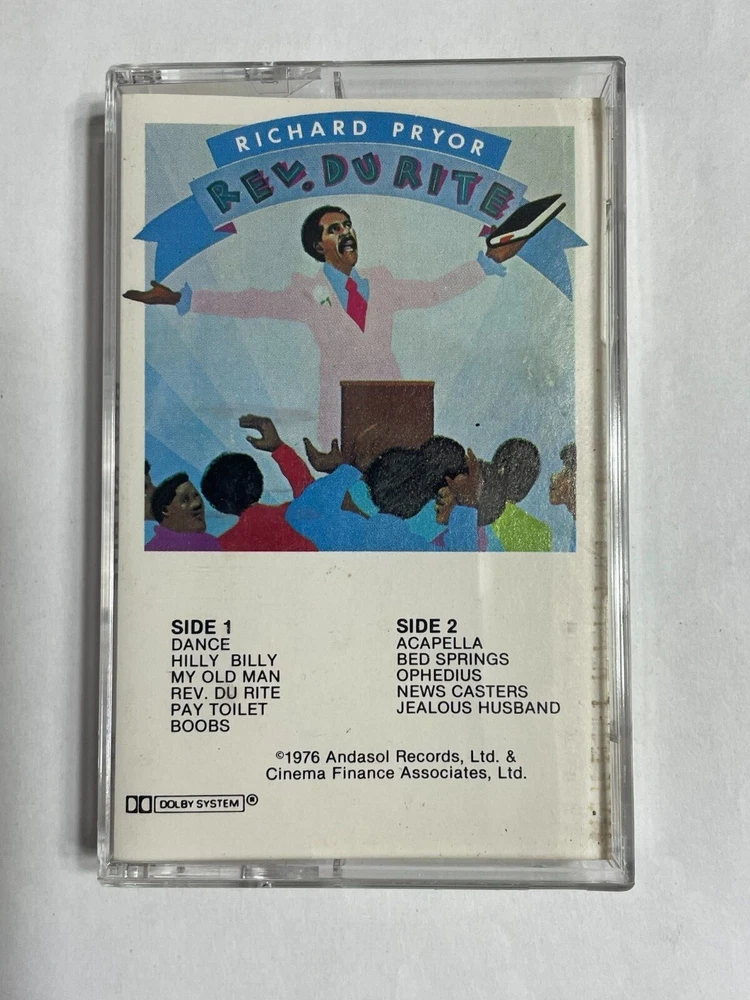 RICHARD PRYOR
REV. DU RITE
SIDE 1
DANCE
HILLY BILLY
MY OLD MAN
REV. DU RITE
PAY TOILET
BOOBS
SIDE 2
ACAPELLA
BED SPRINGS
OPHEDIUS
NEWS CASTERS
JEALOUS HUSBAND
©1976 Andasol Records, Ltd. &
Cinema Finance Associates, Ltd.
DOLBY SYSTEM®